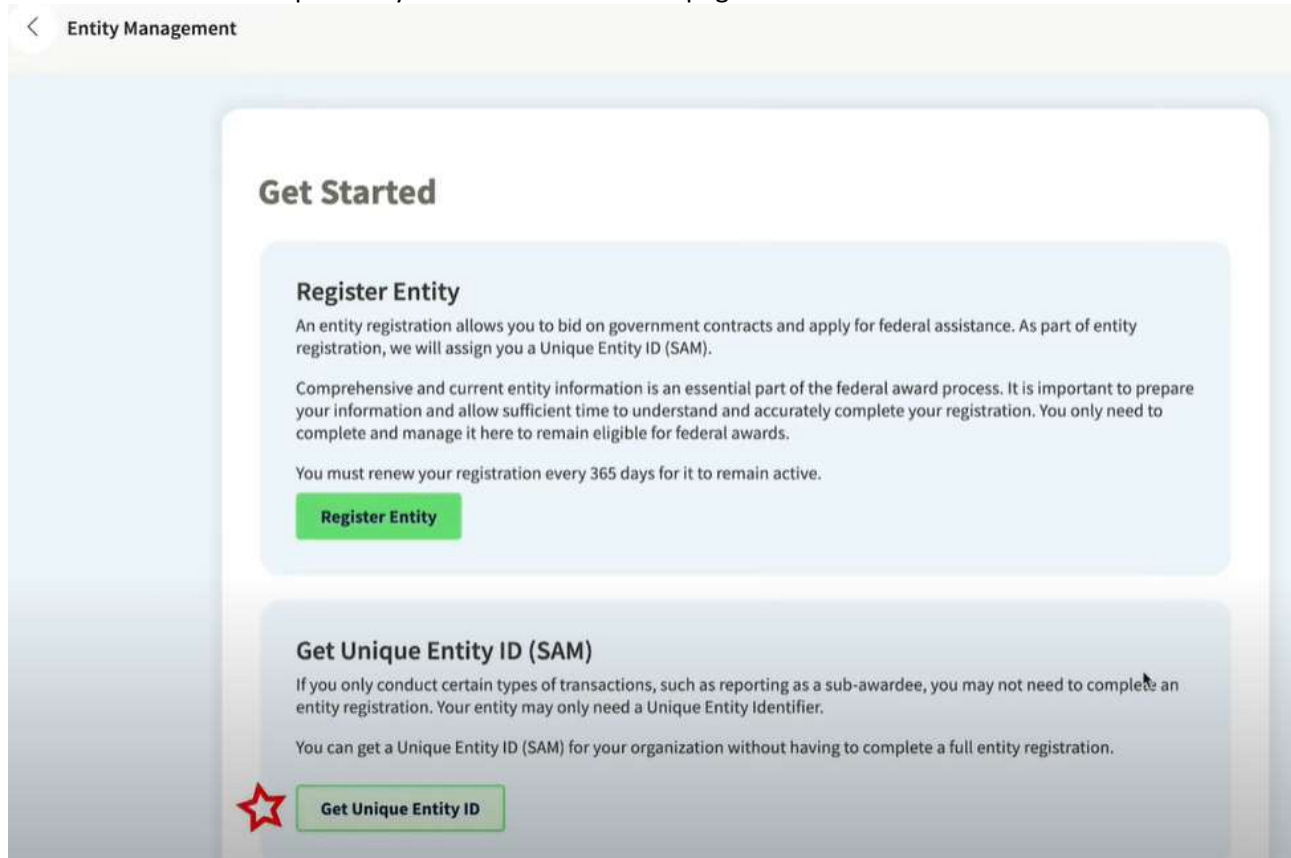 Entity Management
Get Started
Register Entity
An entity registration allows you to bid on government contracts and apply for federal assistance. As part of entity
registration, we will assign you a Unique Entity ID (SAM).
Comprehensive and current entity information is an essential part of the federal award process. It is important to prepare
your information and allow sufficient time to understand and accurately complete your registration. You only need to
complete and manage it here to remain eligible for federal awards.
You must renew your registration every 365 days for it to remain active.
Register Entity
Get Unique Entity ID (SAM)
If you only conduct certain types of transactions, such as reporting as a sub-awardee, you may not need to complete an
entity registration. Your entity may only need a Unique Entity Identifier.
You can get a Unique Entity ID (SAM) for your organization without having to complete a full entity registration.
Get Unique Entity ID